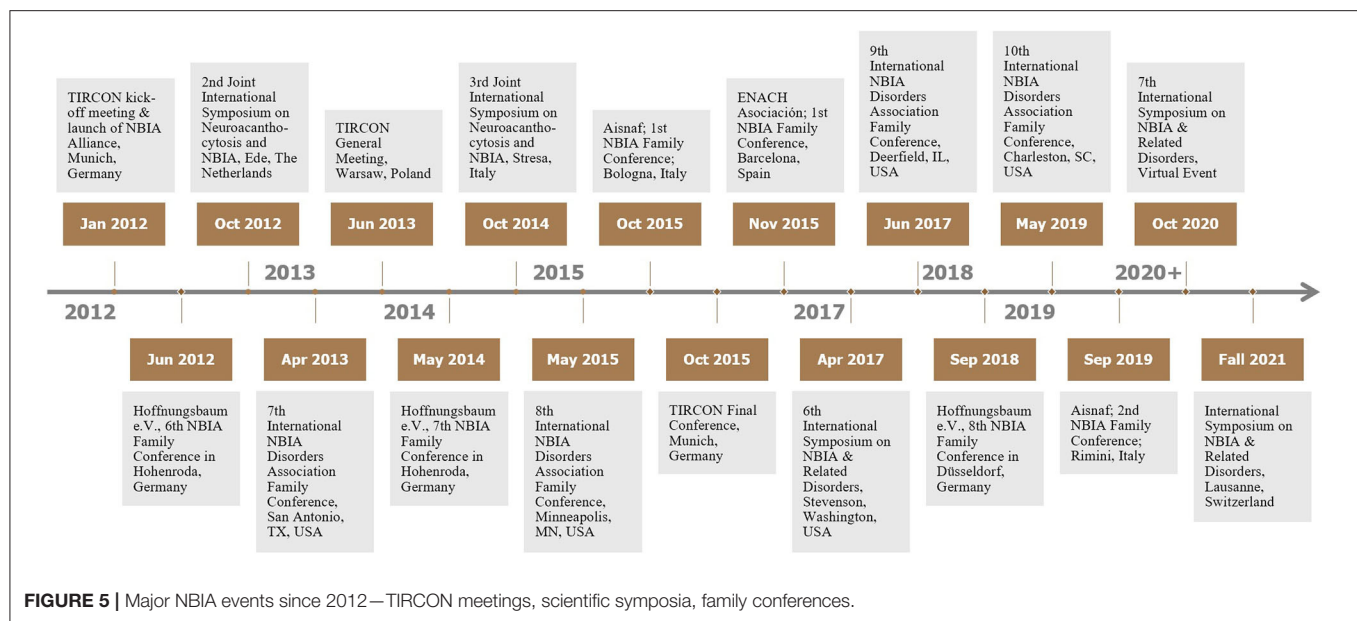 TIRCON kick-
off meeting &
launch of NBIA
Alliance,
Munich,
Germany
Jan 2012
2nd Joint
International
Symposium on
Neuroacantho-
cytosis and
NBIA, Ede, The
Netherlands
Oct 2012
TIRCON
General
Meeting,
Warsaw, Poland
Jun 2013
3rd Joint
International
Symposium on
Neuroacantho-
cytosis and
NBIA, Stresa,
Italy
Oct 2014
Aisnaf; 1st
NBIA Family
Conference;
Bologna, Italy
Oct 2015
ENACH
Asociación; 1st
NBIA Family
Conference,
Barcelona,
Spain
Nov 2015
9th
International
NBIA
Disorders
Association
Family
Conference,
Deerfield, IL,
USA
Jun 2017
10th
International
NBIA
Disorders
Association
Family
Conference,
Charleston, SC,
USA
May 2019
7th
International
Symposium on
NBIA &
Related
Disorders,
Virtual Event
Oct 2020
2013
2015
2018
2020+
2012
2014
2017
2019
Jun 2012
Hoffnungsbaum
e.V., 6th NBIA
Family
Conference in
Hohenroda,
Germany
Apr 2013
7th
International
NBIA
Disorders
Association
Family
Conference,
San Antonio,
TX, USA
May 2014
Hoffnungsbaum
e.V., 7th NBIA
Family
Conference in
Hohenroda,
Germany
May 2015
8th
International
NBIA
Disorders
Association
Family
Conference,
Minneapolis,
MN, USA
Oct 2015
TIRCON Final
Conference,
Munich,
Germany
Apr 2017
6th
International
Symposium on
NBIA &
Related
Disorders,
Stevenson,
Washington,
USA
Sep 2018
Hoffnungsbaum
e.V., 8th NBIA
Family
Conference in
Düsseldorf,
Germany
Sep 2019
Aisnaf; 2nd
NBIA Family
Conference;
Rimini, Italy
Fall 2021
International
Symposium on
NBIA &
Related
Disorders,
Lausanne,
Switzerland
FIGURE 5 | Major NBIA events since 2012—TIRCON meetings, scientific symposia, family conferences.